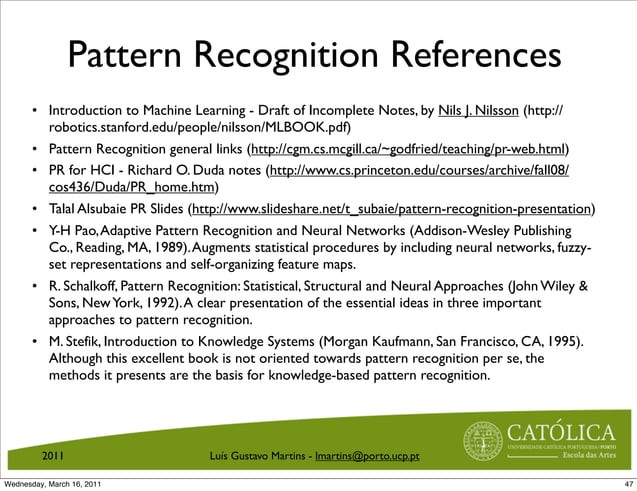 Pattern Recognition References
• Introduction to Machine Learning - Draft of Incomplete Notes, by Nils J. Nilsson (http://
robotics.stanford.edu/people/nilsson/MLBOOK.pdf)
• Pattern Recognition general links (http://cgm.cs.mcgill.ca/~godfried/teaching/pr-web.html)
• PR for HCI - Richard O. Duda notes (http://www.cs.princeton.edu/courses/archive/fall08/
cos436/Duda/PR_home.htm)
• Talal Alsubaie PR Slides (http://www.slideshare.net/t_subaie/pattern-recognition-presentation)
• Y-H Pao, Adaptive Pattern Recognition and Neural Networks (Addison-Wesley Publishing
Co., Reading, MA, 1989). Augments statistical procedures by including neural networks, fuzzy-
set representations and self-organizing feature maps.
• R. Schalkoff, Pattern Recognition: Statistical, Structural and Neural Approaches (John Wiley &
Sons, New York, 1992). A clear presentation of the essential ideas in three important
approaches to pattern recognition.
• M. Stefik, Introduction to Knowledge Systems (Morgan Kaufmann, San Francisco, CA, 1995).
Although this excellent book is not oriented towards pattern recognition per se, the
methods it presents are the basis for knowledge-based pattern recognition.
CATÓLICA
UNIVERSIDADE CATÓLICA PORTUGUESA | PORTO
Escola das Artes
2011
Luís Gustavo Martins - lmartins@porto.ucp.pt
Wednesday, March 16, 2011
47